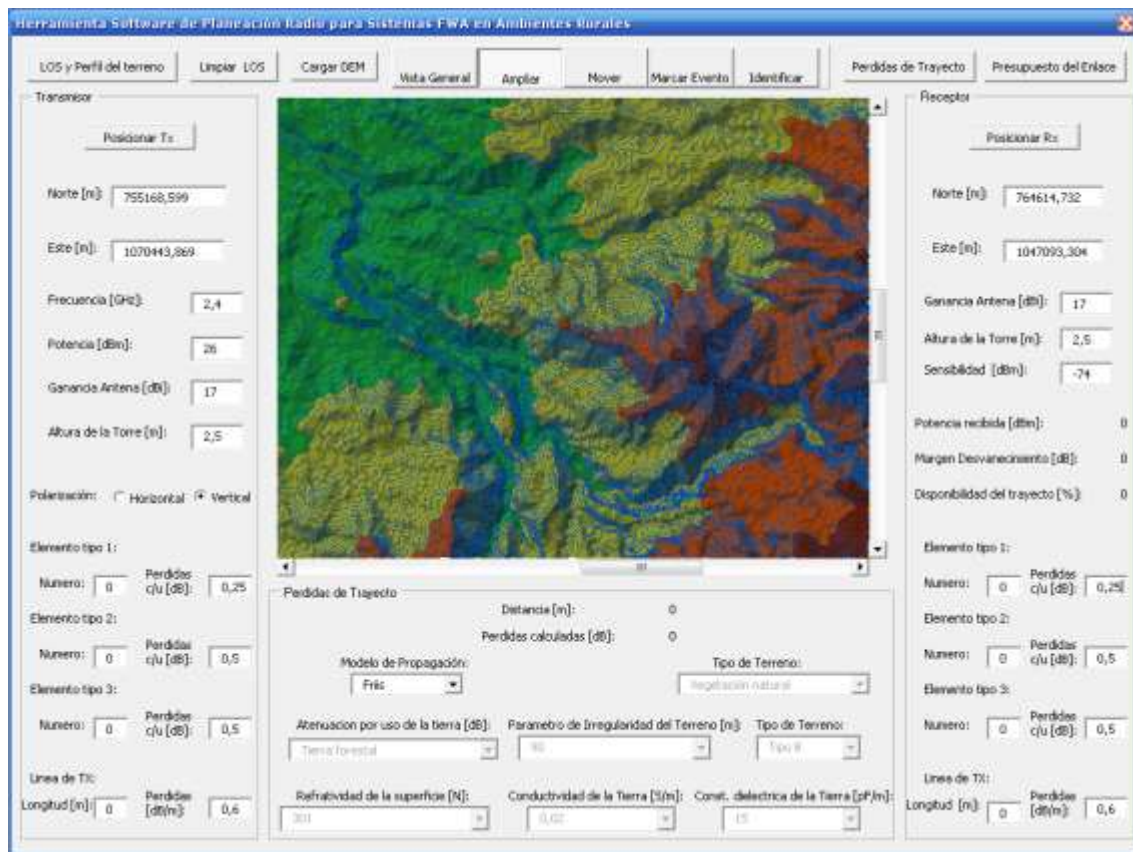 Herramienta Software de Planeación Radio para Sistemas FWA en Ambientes Rurales
LOS y Perfil del terreno Limpiar LOS Cargar DEM Vista General Ampliar Mover Marcar Evento Identificar Perdidas de Trayecto Presupuesto del Enlace
Transmisor
Posicionar Tx
Norte [m]: 755168,599
Este [m]: 1070443,869
Frecuencia [GHz]: 2,4
Potencia [dBm]: 26
Ganancia Antena [dBi]: 17
Altura de la Torre [m]: 2,5
Polarización: Horizontal Vertical
Elemento tipo 1:
Numero: 0 Perdidas c/u [dB]: 0,25
Elemento tipo 2:
Numero: 0 Perdidas c/u [dB]: 0,5
Elemento tipo 3:
Numero: 0 Perdidas c/u [dB]: 0,5
Linea de TX:
Longitud [m]: 0 Perdidas [dB/m]: 0,6
Perdidas de Trayecto
Distancia [m]: 0
Perdidas calculadas [dB]: 0
Modelo de Propagación: Tipo de Terreno:
Friis Vegetación natural
Atenuacion por uso de la tierra [dB]: Parametro de Irregularidad del Terreno [m]: Tipo de Terreno:
Tierra forestal 90 Tipo B
Refratividad de la superficie [N]: Conductividad de la Tierra [S/m]: Const. dielectrica de la Tierra [pF/m]:
301 0,02 15
Receptor
Posicionar Rx
Norte [m]: 764614,732
Este [m]: 1047093,304
Ganancia Antena [dBi]: 17
Altura de la Torre [m]: 2,5
Sensibilidad [dBm]: -74
Potencia recibida [dBm]: 0
Margen Desvanecimiento [dB]: 0
Disponibilidad del trayecto [%]: 0
Elemento tipo 1:
Numero: 0 Perdidas c/u [dB]: 0,25
Elemento tipo 2:
Numero: 0 Perdidas c/u [dB]: 0,5
Elemento tipo 3:
Numero: 0 Perdidas c/u [dB]: 0,5
Linea de TX:
Longitud [m]: 0 Perdidas [dB/m]: 0,6